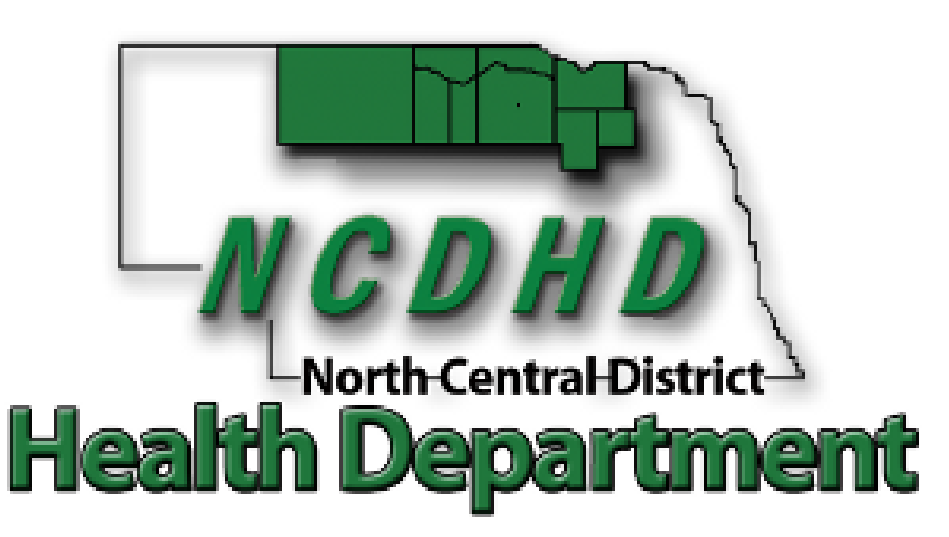 NCDHD
North Central District
Health Department